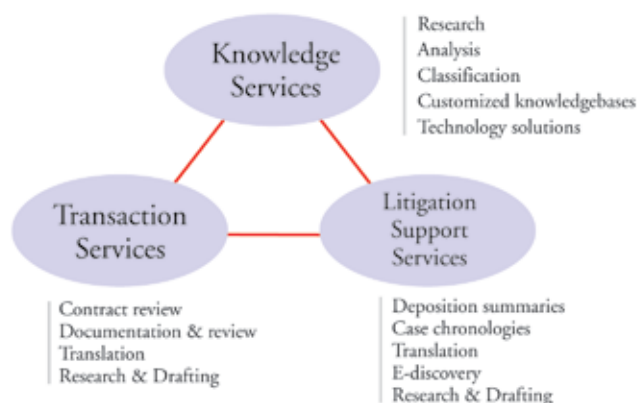 Knowledge
Services
Research
Analysis
Classification
Customized knowledgebases
Technology solutions
Transaction
Services
Contract review
Documentation & review
Translation
Research & Drafting
Litigation
Support
Services
Deposition summaries
Case chronologies
Translation
E-discovery
Research & Drafting